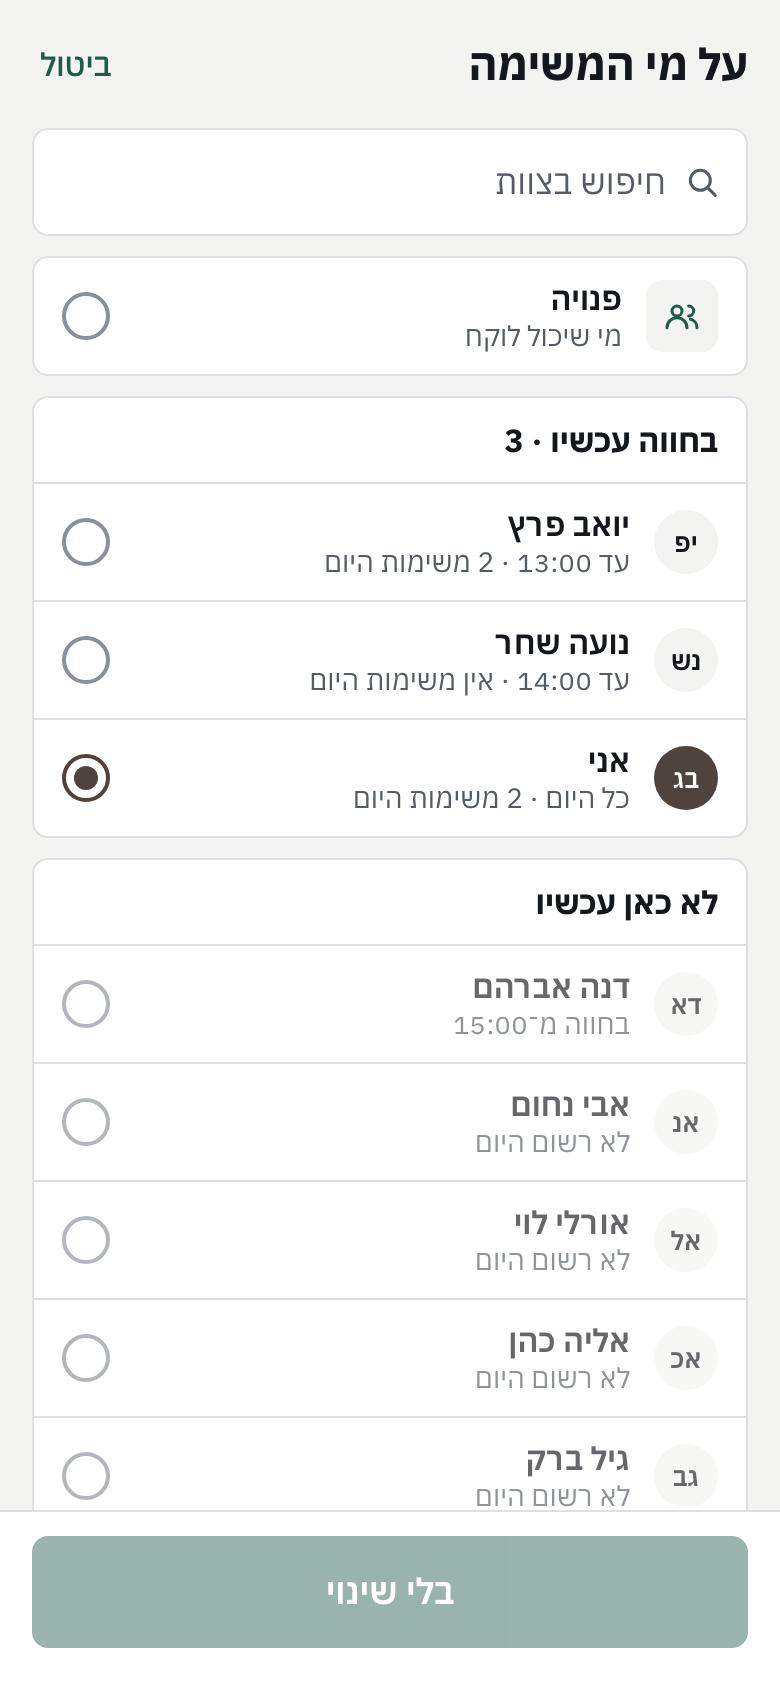 על מי המשימה
ביטול
חיפוש בצוות
פנויה
מי שיכול לוקח
בחווה עכשיו · 3
יפ
יואב פרץ
עד 13:00 · 2 משימות היום
נש
נועה שחר
עד 14:00 · אין משימות היום
בג
אני
כל היום · 2 משימות היום
לא כאן עכשיו
דא
דנה אברהם
בחווה מ־15:00
אנ
אבי נחום
לא רשום היום
אל
אורלי לוי
לא רשום היום
אכ
אליה כהן
לא רשום היום
גב
גיל ברק
לא רשום היום
בלי שינוי